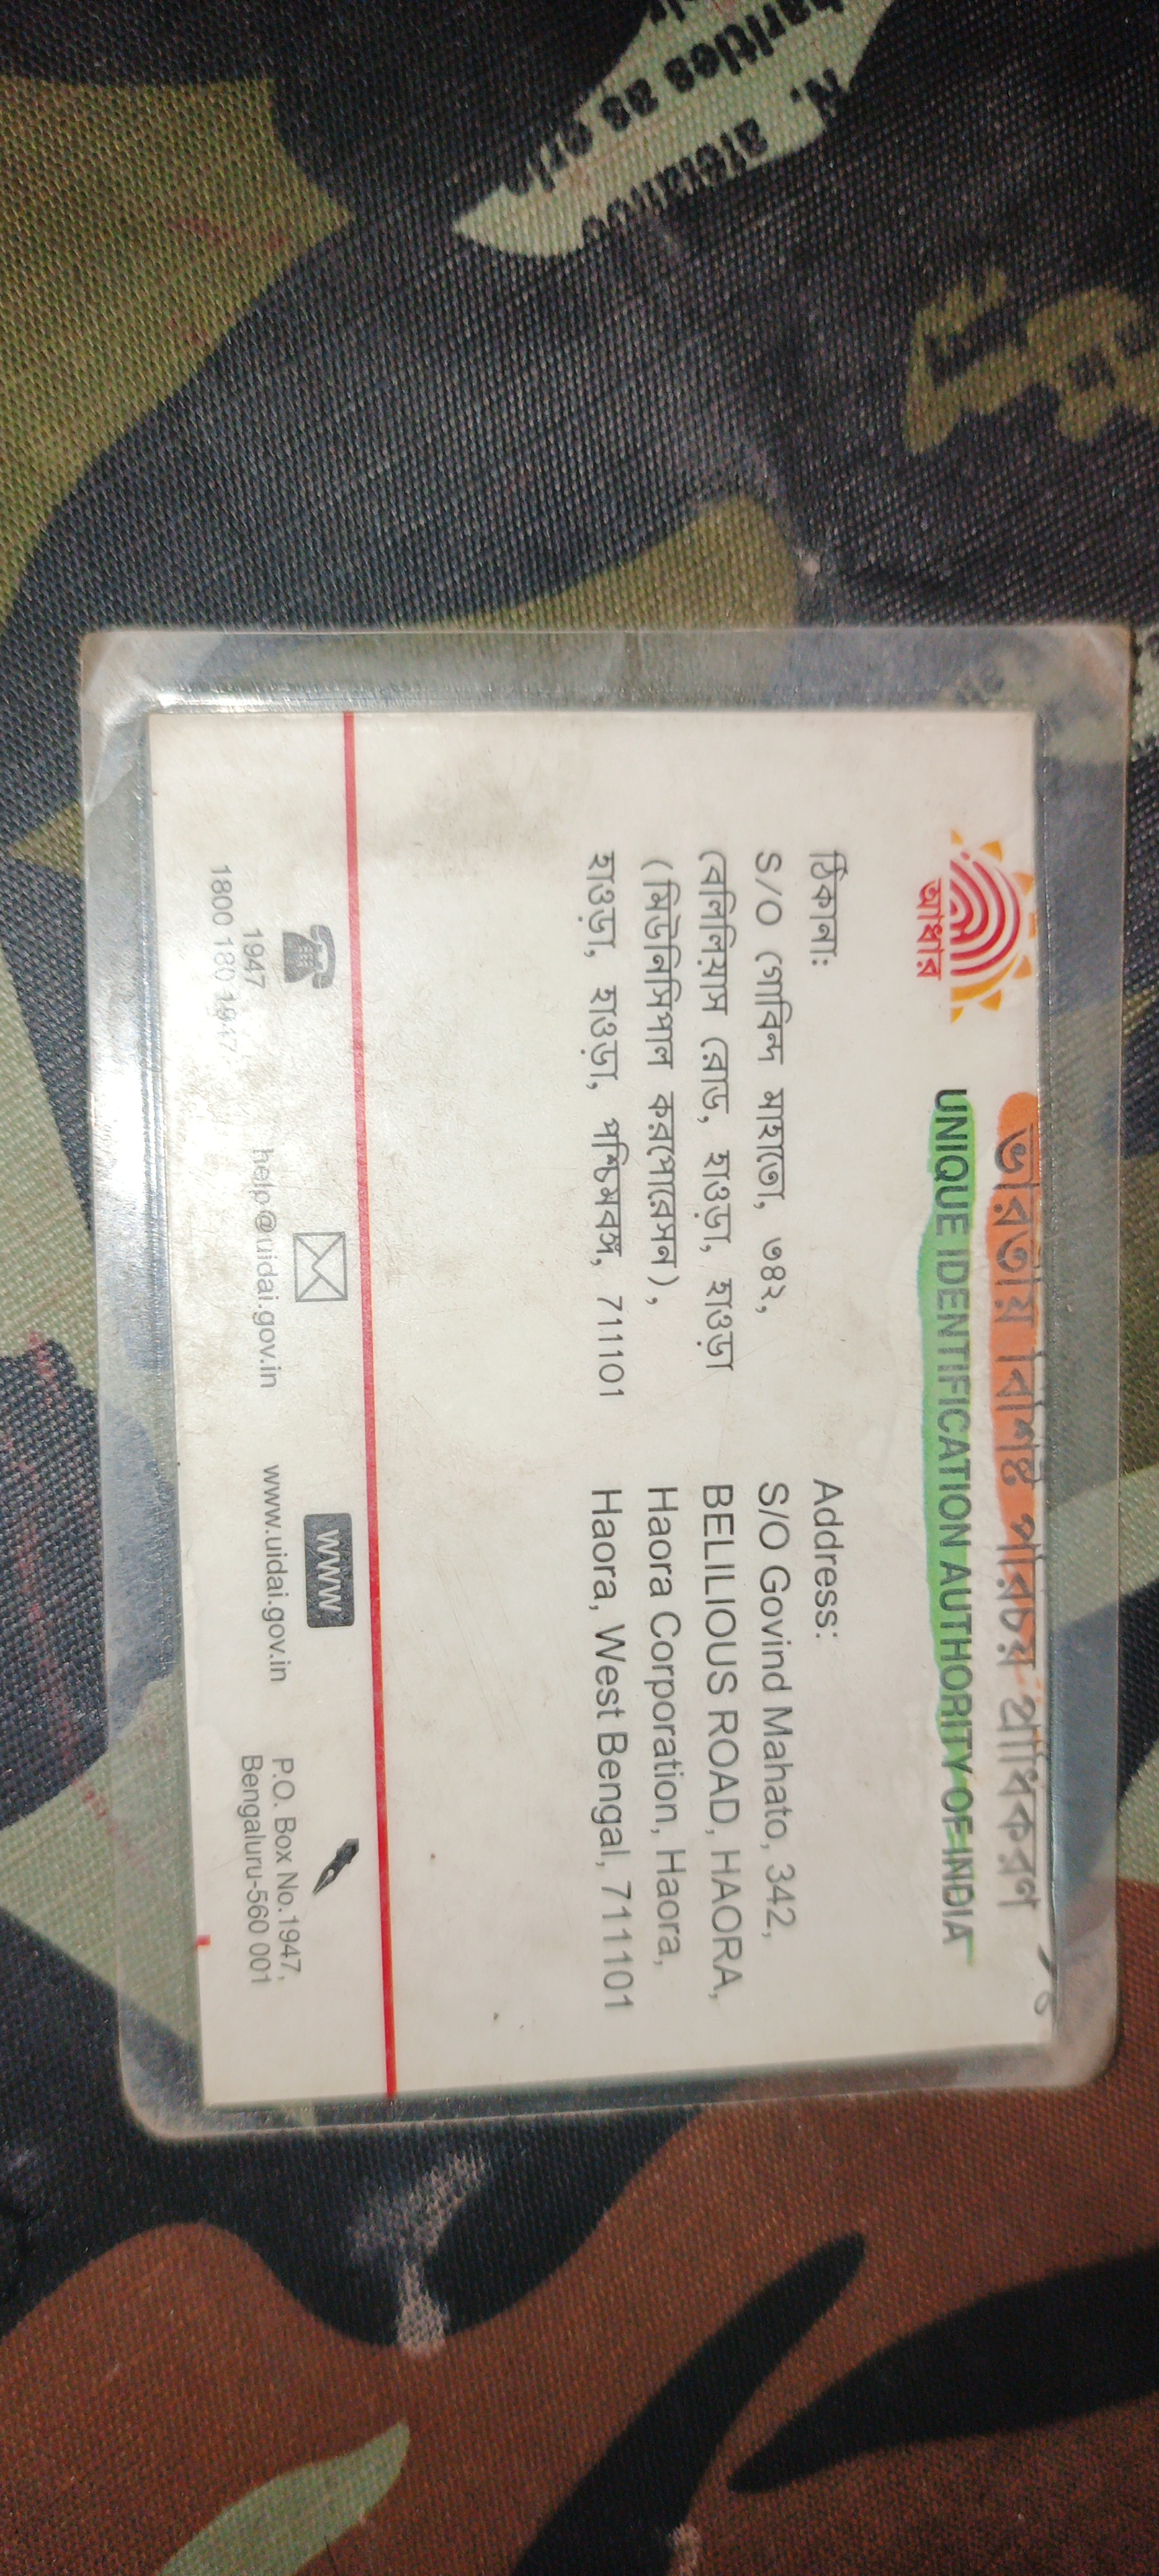 ভারতীয় বিশিষ্ট পরিচয় প্রাধিকরণ
UNIQUE IDENTIFICATION AUTHORITY OF INDIA
আধার
ঠিকানাঃ
S/O গোবিন্দ মাহাতো, ৩৪২,
বেলিলিয়াস রোড, হাওড়া, হাওড়া
(মিউনিসিপাল করপোরেসন),
হাওড়া, হাওড়া, পশ্চিমবঙ্গ, 711101
Address:
S/O Govind Mahato, 342,
BELILIOUS ROAD, HAORA,
Haora Corporation, Haora,
Haora, West Bengal, 711101
1947
1800 180 1947
help@uidai.gov.in
www
www.uidai.gov.in
P.O. Box No.1947,
Bengaluru-560 001